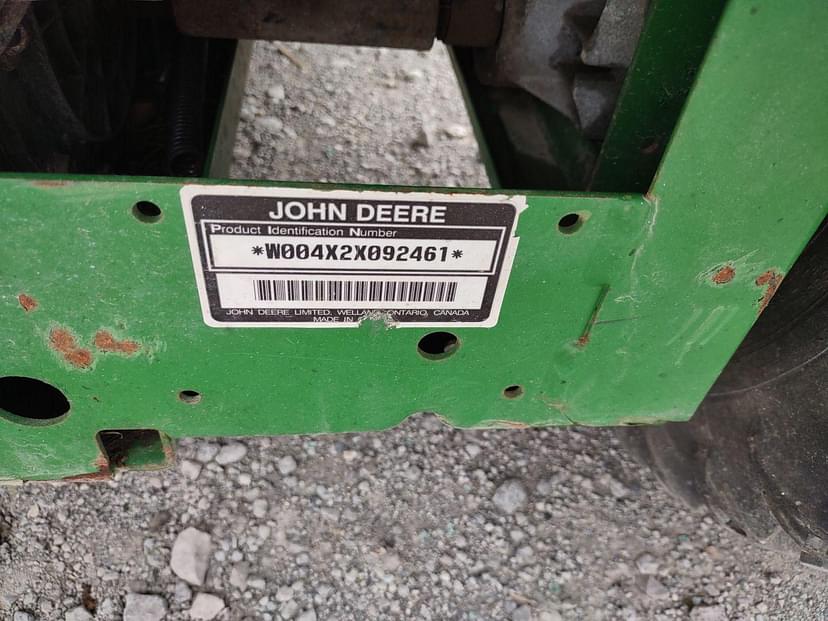 JOHN DEERE
Product Identification Number
*W004X2X092461*
JOHN DEERE LIMITED, WELLAND, ONTARIO, CANADA
MADE IN